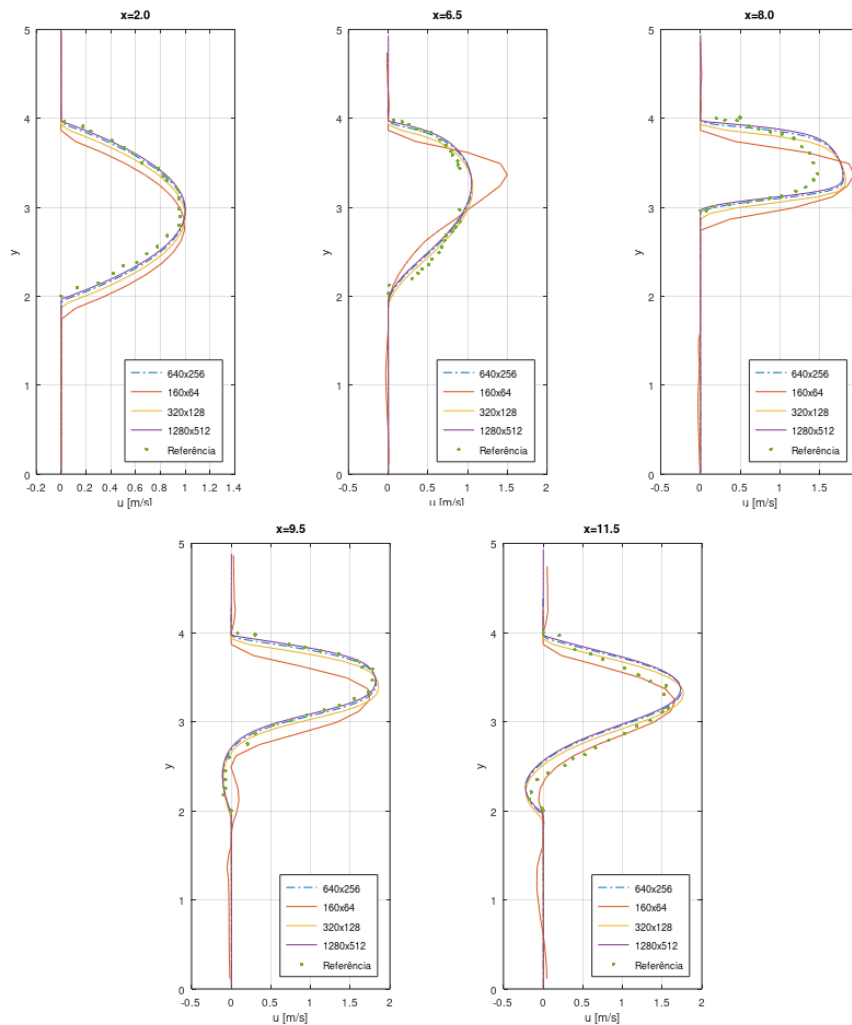 x=2.0
5
4
3
y
2
1
0
-0.2 0 0.2 0.4 0.6 0.8 1 1.2 1.4
u [m/s]
640x256
160x64
320x128
1280x512
Referência
x=6.5
5
4
3
y
2
1
0
-0.5 0 0.5 1 1.5 2
u [m/s]
640x256
160x64
320x128
1280x512
Referência
x=8.0
5
4
3
y
2
1
0
-0.5 0 0.5 1 1.5
u [m/s]
640x256
160x64
320x128
1280x512
Referência
x=9.5
5
4
3
y
2
1
0
-0.5 0 0.5 1 1.5 2
u [m/s]
640x256
160x64
320x128
1280x512
Referência
x=11.5
5
4
3
y
2
1
0
-0.5 0 0.5 1 1.5 2
u [m/s]
640x256
160x64
320x128
1280x512
Referência